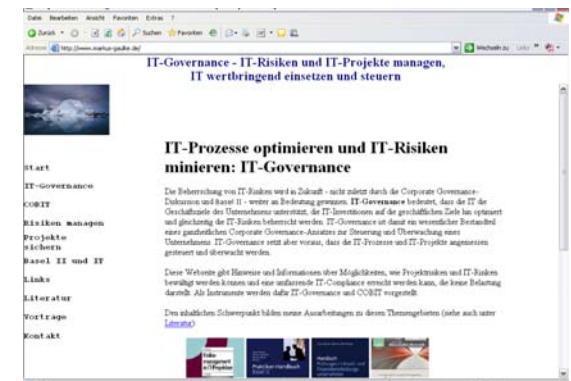 Datei Bearbeiten Ansicht Favoriten Extras ?
Zurück Suchen Favoriten
Adresse http://www.markus-gaulke.de/ Wechseln zu Links
IT-Governance - IT-Risiken und IT-Projekte managen,
IT wertbringend einsetzen und steuern
IT-Prozesse optimieren und IT-Risiken
minieren: IT-Governance
Start
IT-Governance
COBIT
Risiken managen
Projekte
sichern
Basel II und IT
Links
Literatur
Vorträge
Kontakt
Die Beherrschung von IT-Risiken wird in Zukunft - nicht zuletzt durch die Corporate Governance-
Diskussion und Basel II - weiter an Bedeutung gewinnen. IT-Governance bedeutet, dass die IT die
Geschäftsziele des Unternehmens unterstützt, die IT-Investitionen auf die geschäftlichen Ziele hin optimiert
und gleichzeitig die IT-Risiken beherrscht werden. IT-Governance ist damit ein wesentlicher Bestandteil
eines ganzheitlichen Corporate Governance-Ansatzes zur Steuerung und Überwachung eines
Unternehmens. IT-Governance setzt aber voraus, dass die IT-Prozesse und IT-Projekte angemessen
gesteuert und überwacht werden.
Diese Webseite gibt Hinweise und Informationen über Möglichkeiten, wie Projektrisiken und IT-Risiken
bewältigt werden können und eine umfassende IT-Compliance erreicht werden kann, die keine Belastung
darstellt. Als Instrumente werden dafür IT-Governance und COBIT vorgestellt.
Den inhaltlichen Schwerpunkt bilden meine Ausarbeitungen zu diesen Themengebieten (siehe auch unter
Literatur)
Risiko-
management
in IT-Projekten
Praktiker-Handbuch
Basel II
Handbuch